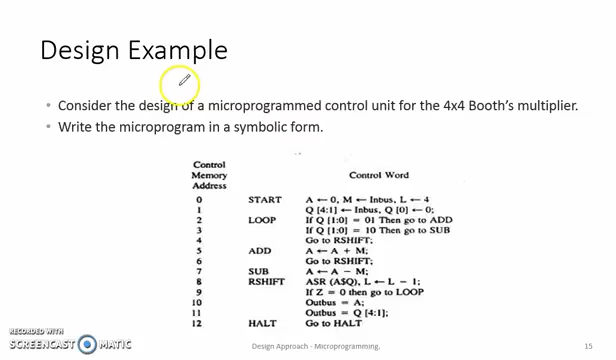 Design Example
• Consider the design of a microprogrammed control unit for the 4x4 Booth's multiplier.
• Write the microprogram in a symbolic form.
Control Memory Address Control Word
0 START A ← 0, M ← Inbus, L ← 4
1 Q [4:1] ← Inbus, Q [0] ← 0;
2 LOOP If Q [1:0] = 01 Then go to ADD
3 If Q [1:0] = 10 Then go to SUB
4 Go to RSHIFT;
5 ADD A ← A + M;
6 Go to RSHIFT;
7 SUB A ← A − M;
8 RSHIFT ASR (A$Q), L ← L − 1;
9 If Z = 0 then go to LOOP
10 Outbus = A;
11 Outbus = Q [4:1];
12 HALT Go to HALT
RECORDED WITH
SCREENCAST MATIC
Design Approach - Microprogramming.
15